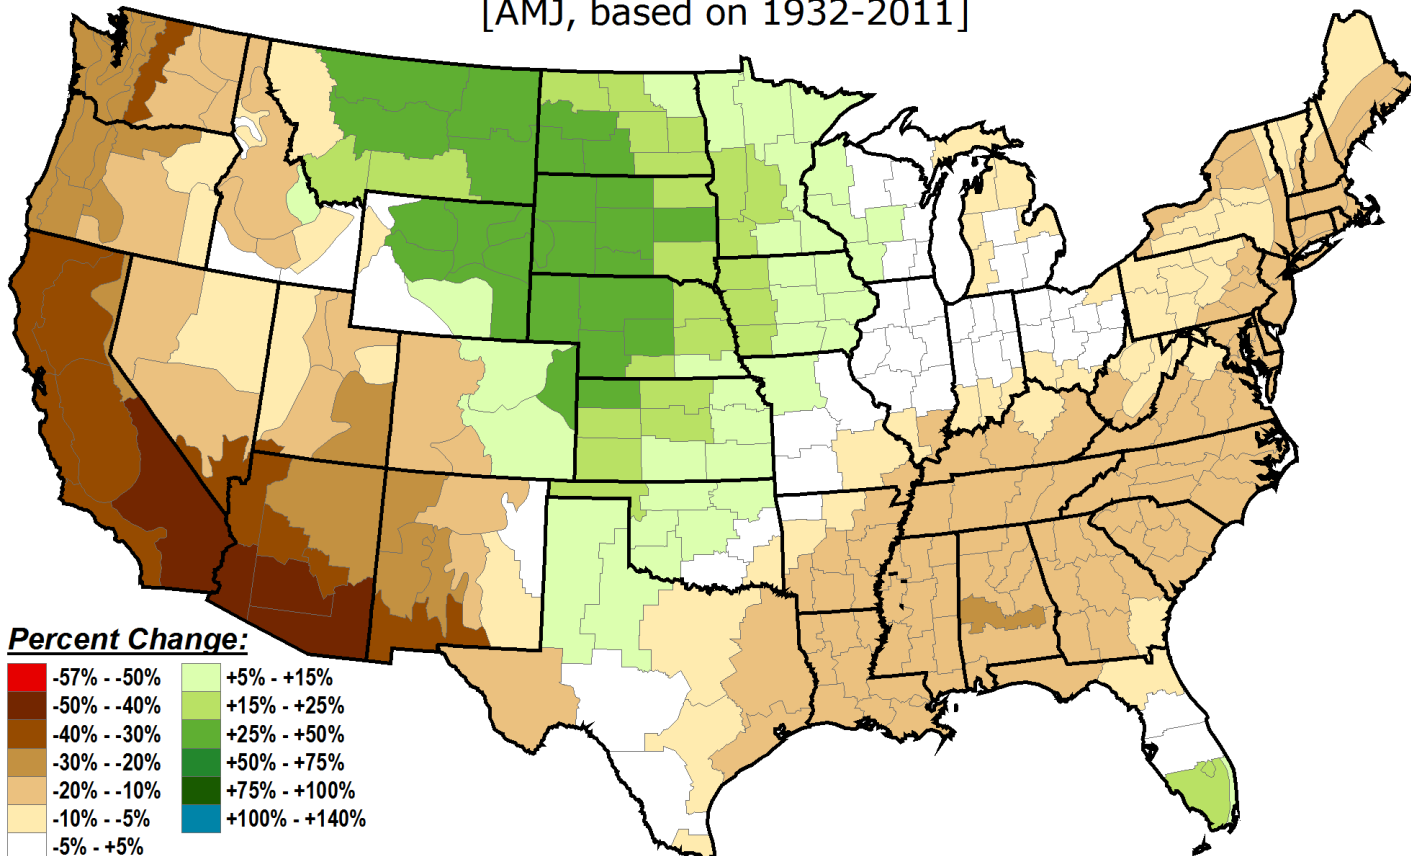 [AMJ, based on 1932-2011]
Percent Change:
-57% - -50%
-50% - -40%
-40% - -30%
-30% - -20%
-20% - -10%
-10% - -5%
-5% - +5%
+5% - +15%
+15% - +25%
+25% - +50%
+50% - +75%
+75% - +100%
+100% - +140%